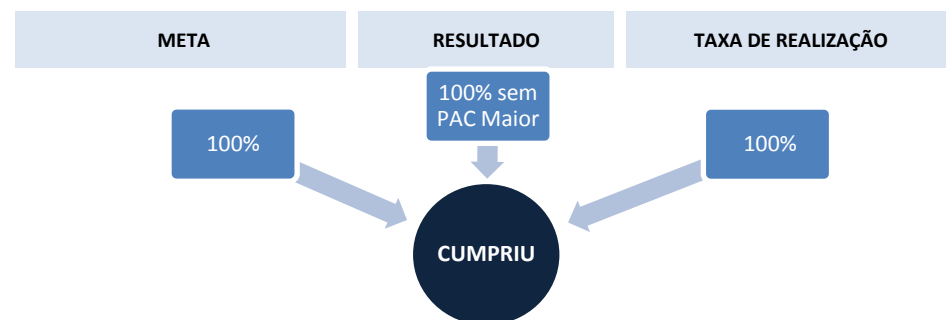 META
RESULTADO
TAXA DE REALIZAÇÃO
100% sem
PAC Maior
100%
100%
CUMPRIU